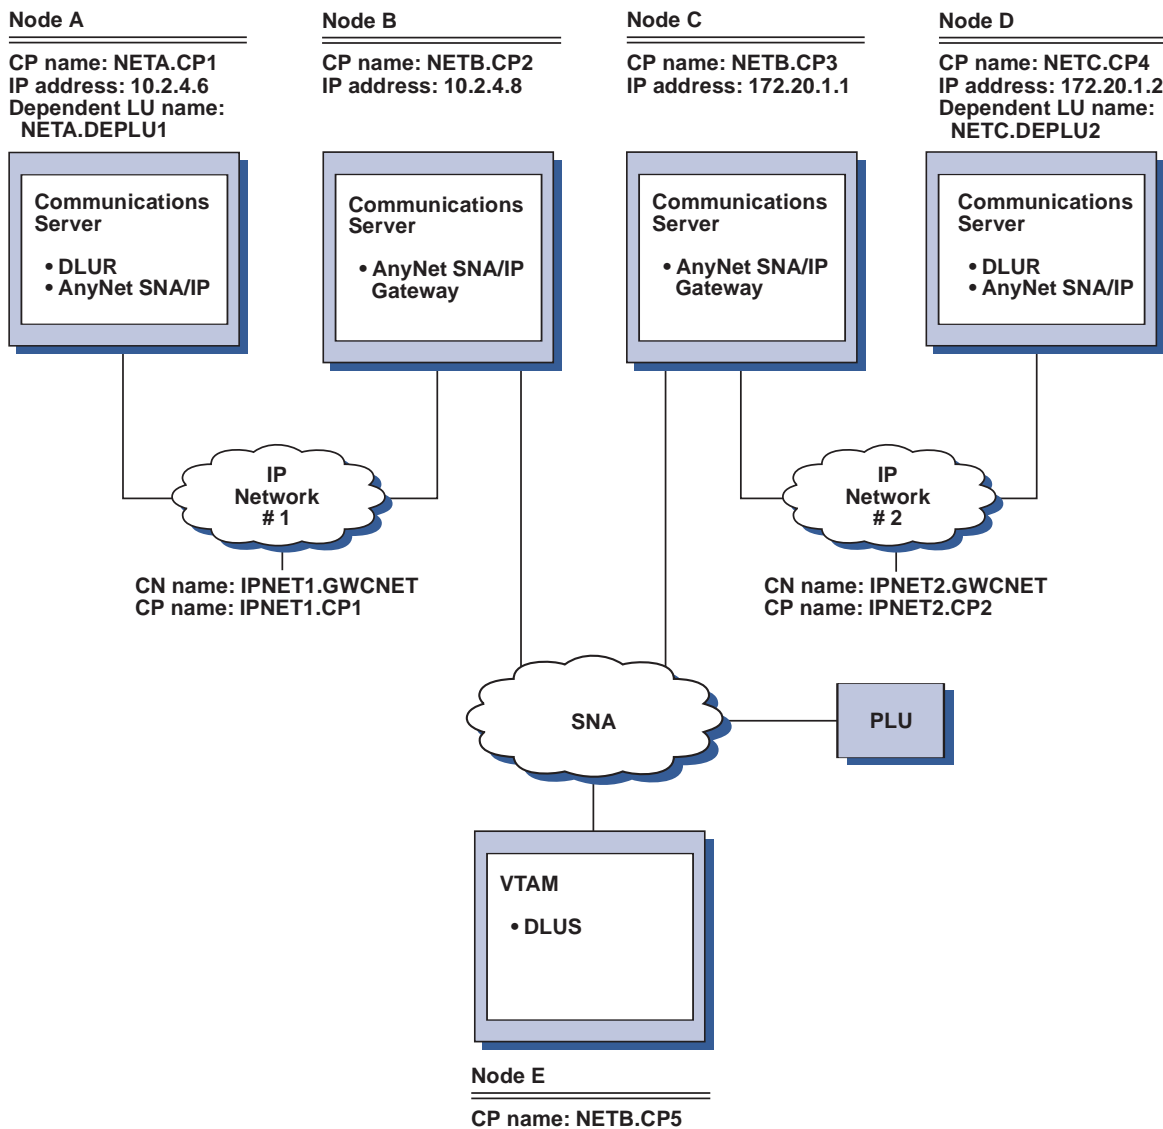 Node A
CP name: NETA.CP1
IP address: 10.2.4.6
Dependent LU name:
NETA.DEPLU1
Node B
CP name: NETB.CP2
IP address: 10.2.4.8
Node C
CP name: NETB.CP3
IP address: 172.20.1.1
Node D
CP name: NETC.CP4
IP address: 172.20.1.2
Dependent LU name:
NETC.DEPLU2
Communications
Server
• DLUR
• AnyNet SNA/IP
Communications
Server
• AnyNet SNA/IP
Gateway
Communications
Server
• AnyNet SNA/IP
Gateway
Communications
Server
• DLUR
• AnyNet SNA/IP
IP
Network
# 1
IP
Network
# 2
CN name: IPNET1.GWCNET
CP name: IPNET1.CP1
CN name: IPNET2.GWCNET
CP name: IPNET2.CP2
SNA
PLU
VTAM
• DLUS
Node E
CP name: NETB.CP5